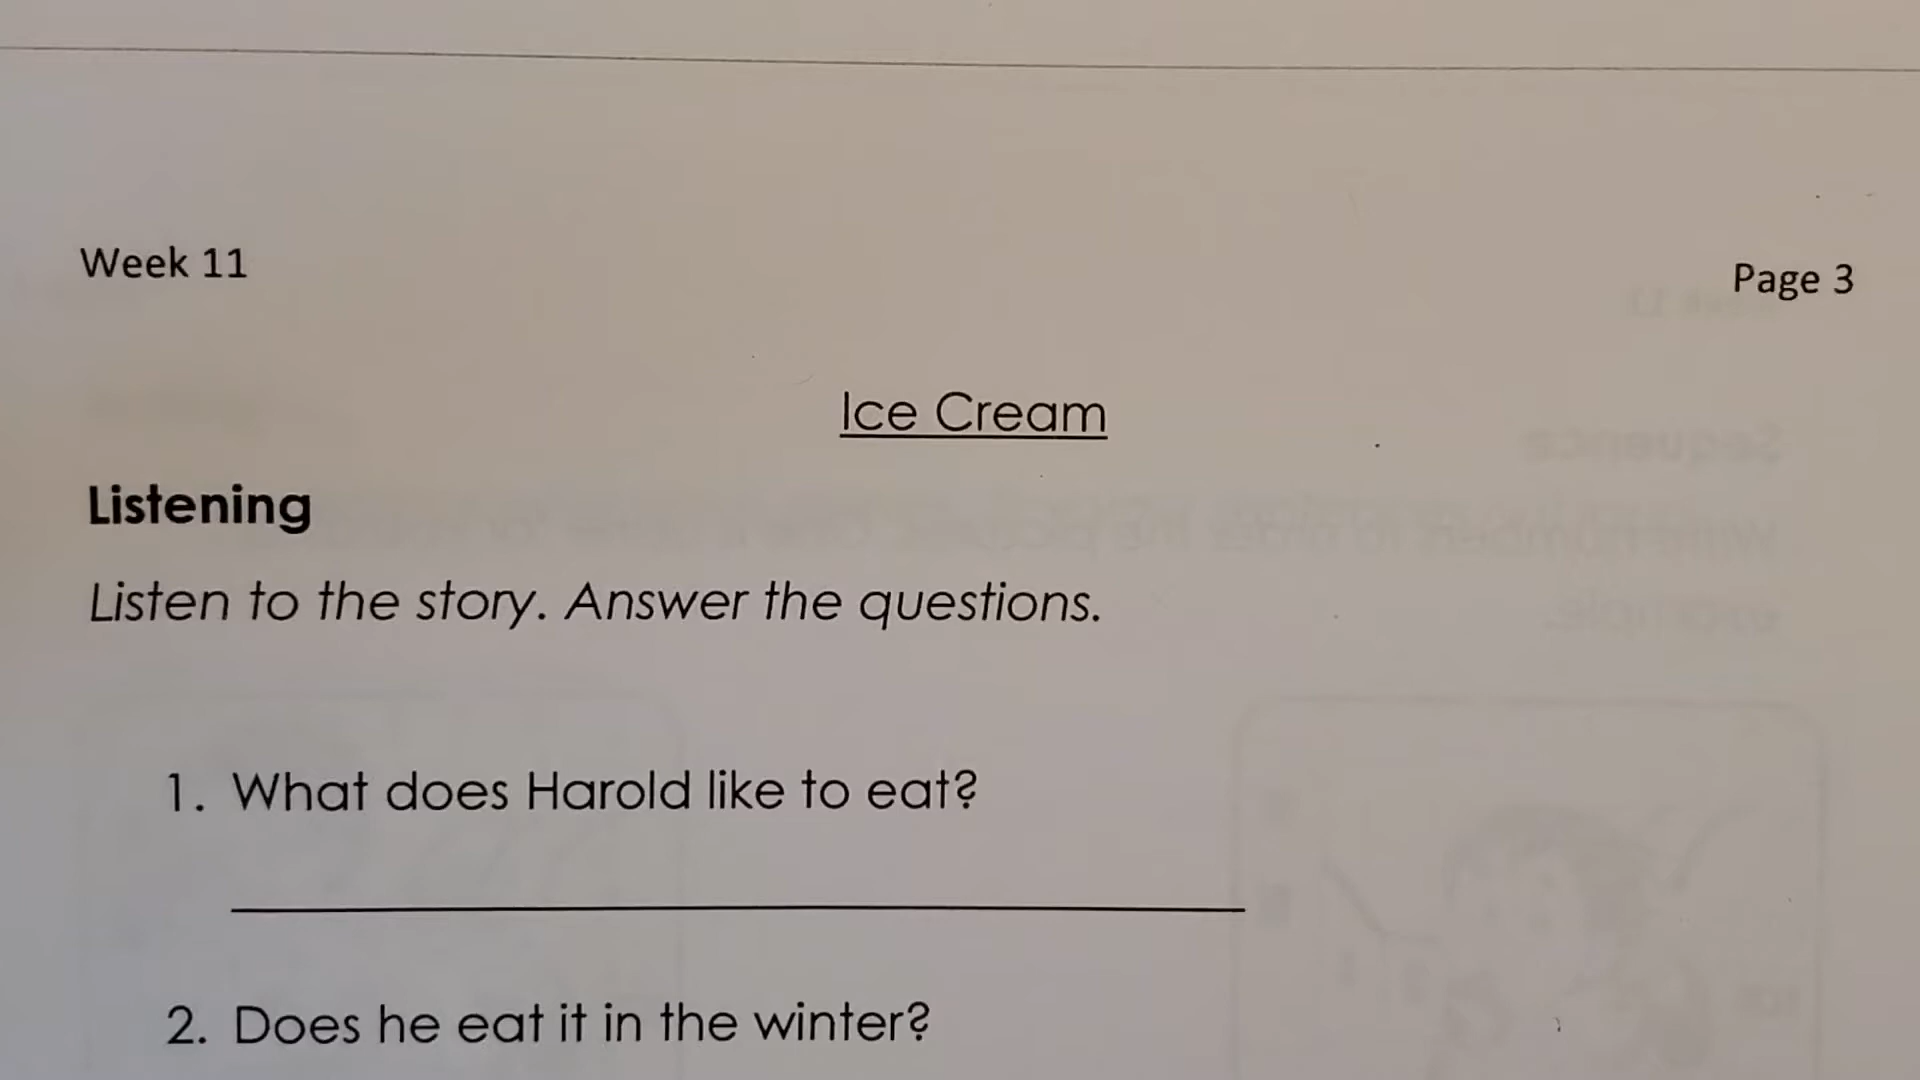 Week 11
Page 3
Ice Cream
Listening
Listen to the story. Answer the questions.
1. What does Harold like to eat?
2. Does he eat it in the winter?